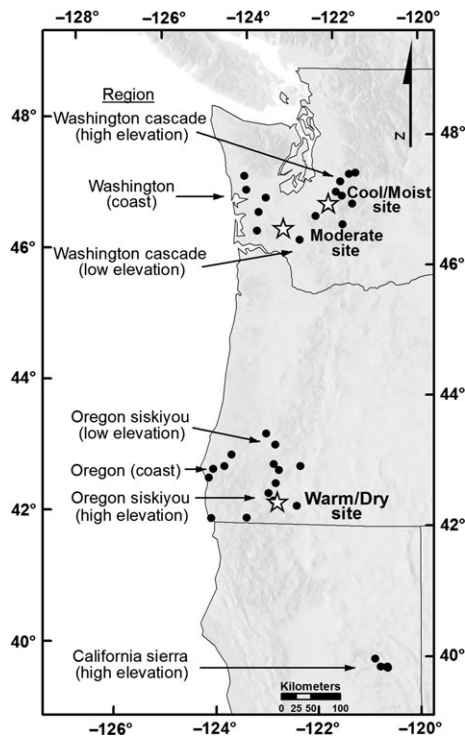 −126° −124° −122° −120°
48°
48°
Region
Washington cascade
(high elevation)
Washington
(coast)
Cool/Moist
site
Moderate
site
Washington cascade
(low elevation)
46°
46°
44°
44°
Oregon siskiyou
(low elevation)
Oregon (coast)
Oregon siskiyou
(high elevation)
Warm/Dry
site
42°
42°
40°
40°
California sierra
(high elevation)
Kilometers
0 25 50 100
−126° −124° −122° −120°
N